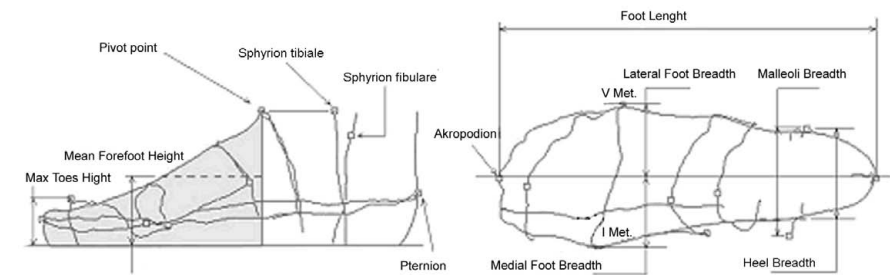 Pivot point
Sphyrion tibiale
Sphyrion fibulare
Mean Forefoot Height
Max Toes Hight
Pternion
Foot Lenght
Lateral Foot Breadth
Malleoli Breadth
V Met.
Akropodion
I Met.
Medial Foot Breadth
Heel Breadth